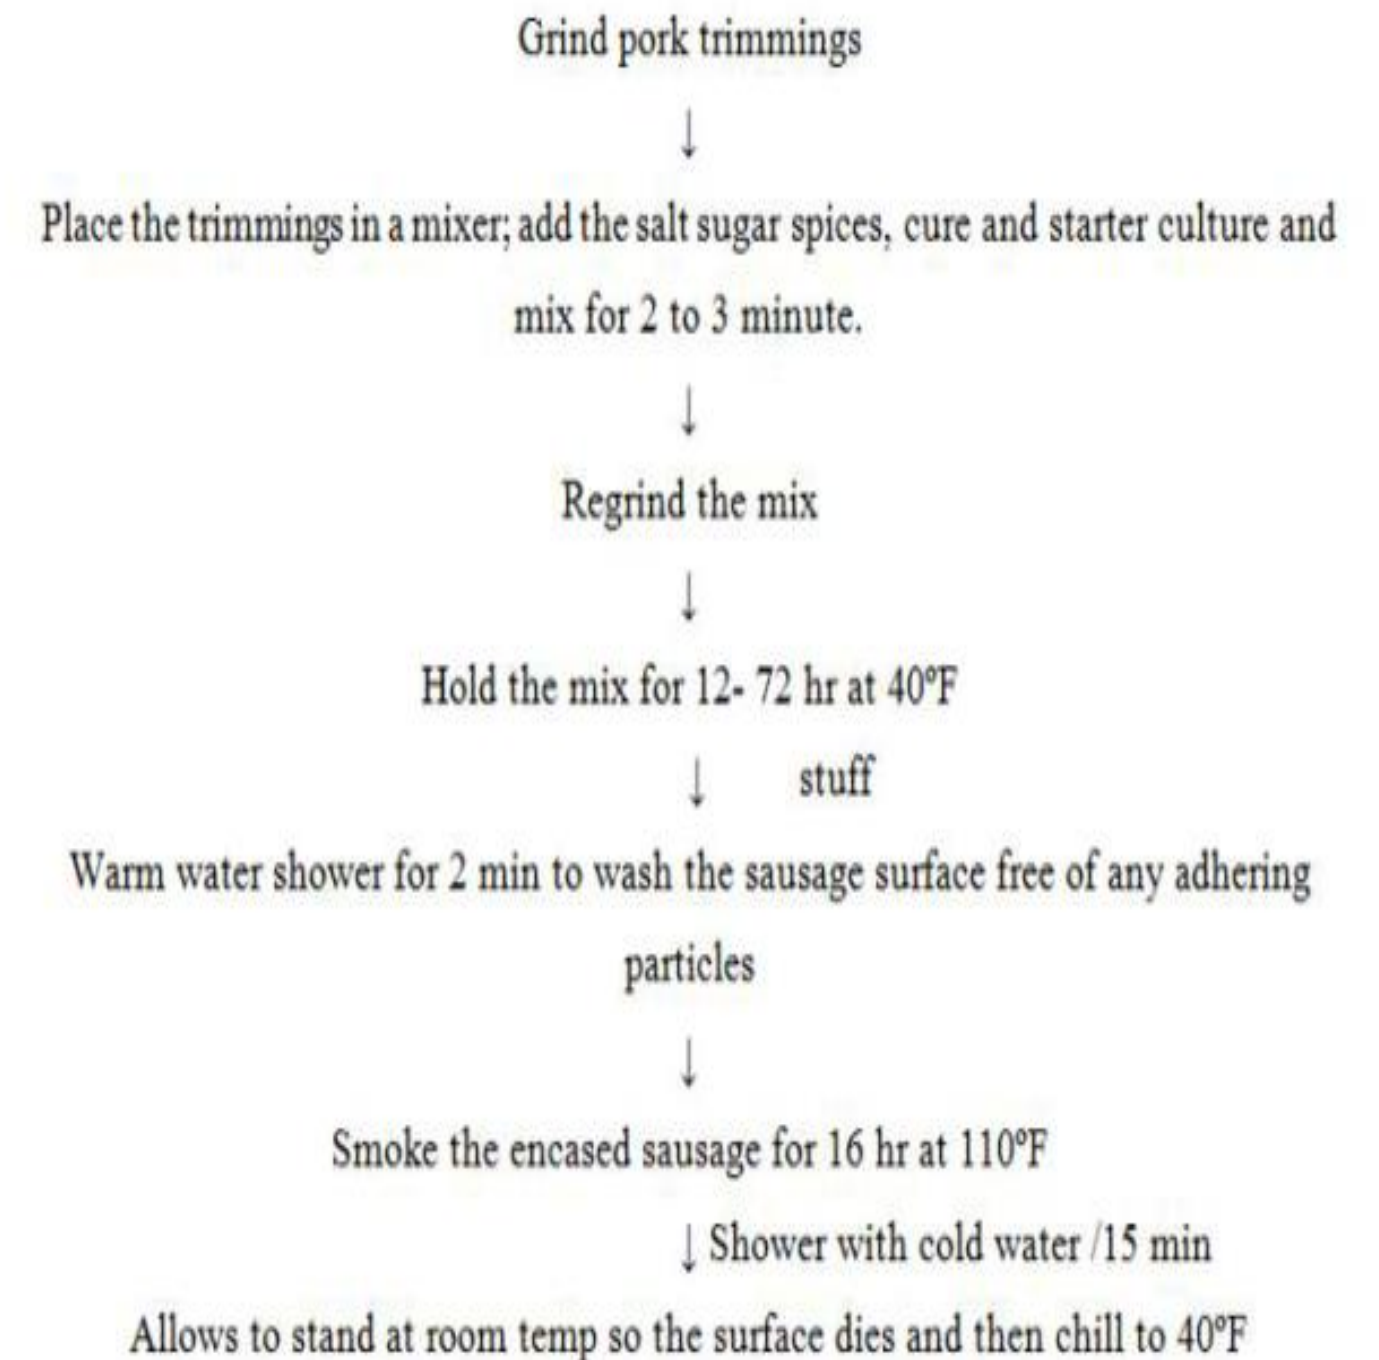 Grind pork trimmings
↓
Place the trimmings in a mixer; add the salt sugar spices, cure and starter culture and
mix for 2 to 3 minute.
↓
Regrind the mix
↓
Hold the mix for 12- 72 hr at 40ºF
↓ stuff
Warm water shower for 2 min to wash the sausage surface free of any adhering
particles
↓
Smoke the encased sausage for 16 hr at 110ºF
↓ Shower with cold water /15 min
Allows to stand at room temp so the surface dies and then chill to 40ºF